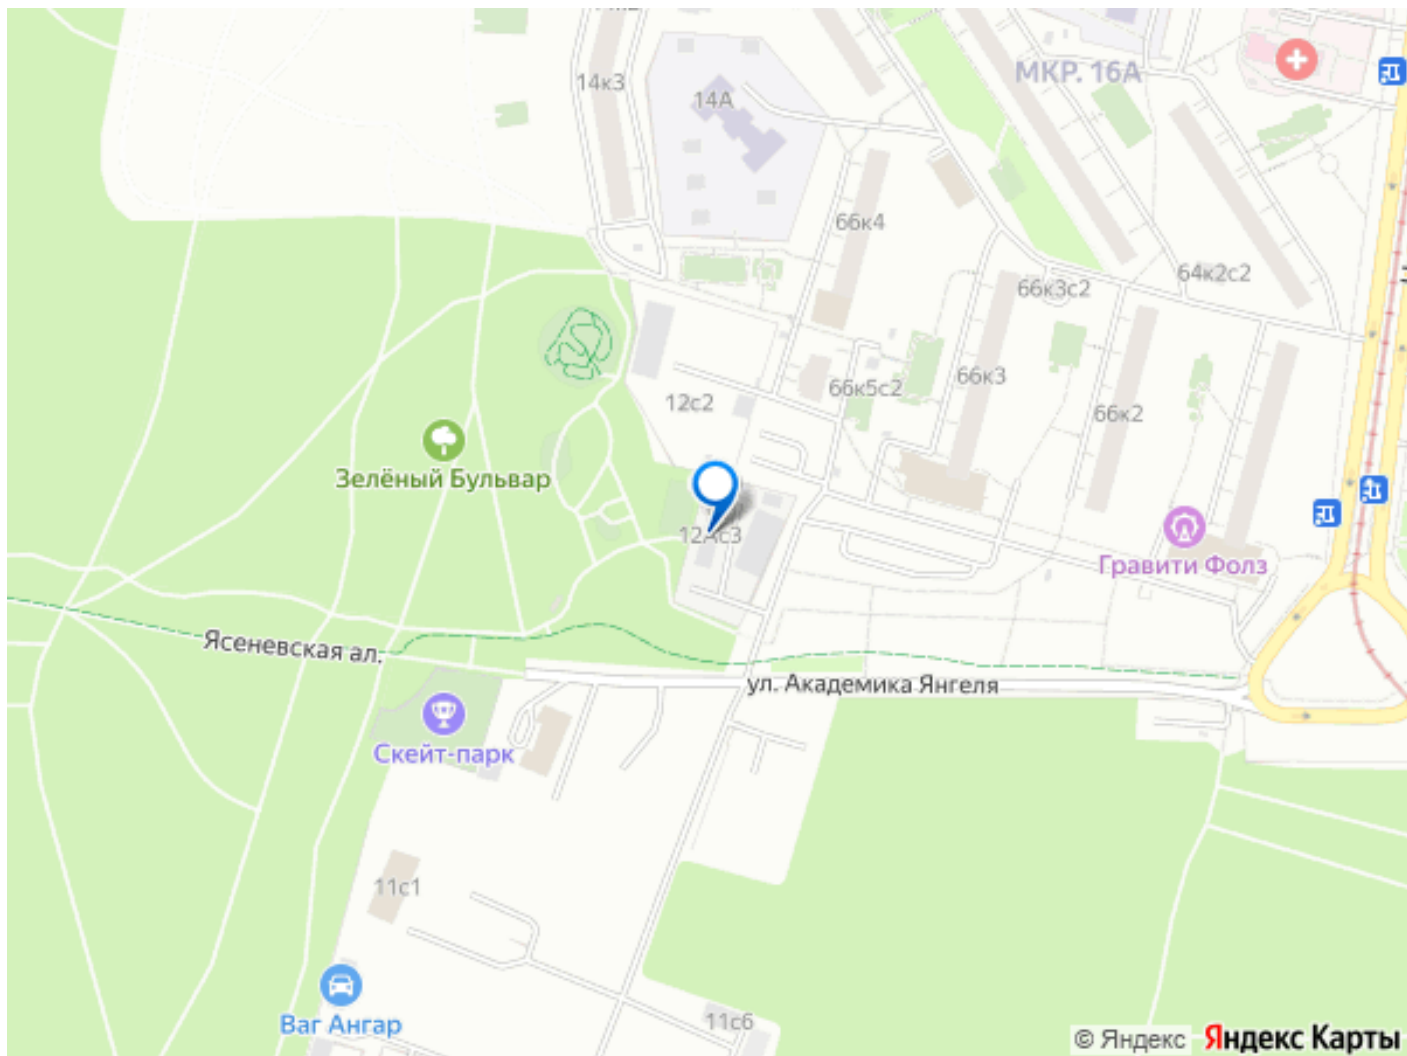 14к3
14А
МКР. 16А
66к4
64к2с2
66к3с2
66к3
66к5с2
12с2
66к2
Зелёный Бульвар
12Ас3
Гравити Фолз
Ясеневская ал.
ул. Академика Янгеля
Скейт-парк
11с1
Ваг Ангар
11с6
© Яндекс Яндекс Карты